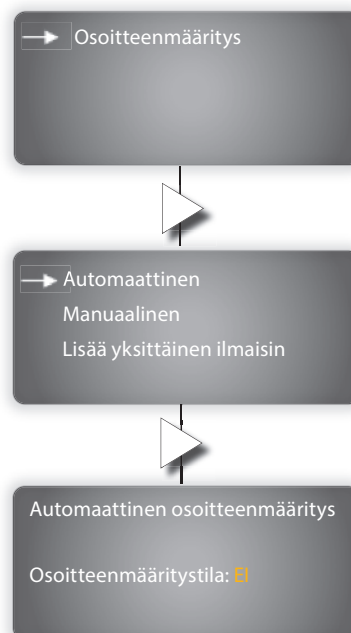 Osoitteenmääritys
Automaattinen
Manuaalinen
Lisää yksittäinen ilmaisin
Automaattinen osoitteenmääritys
Osoitteenmääritystila: EI